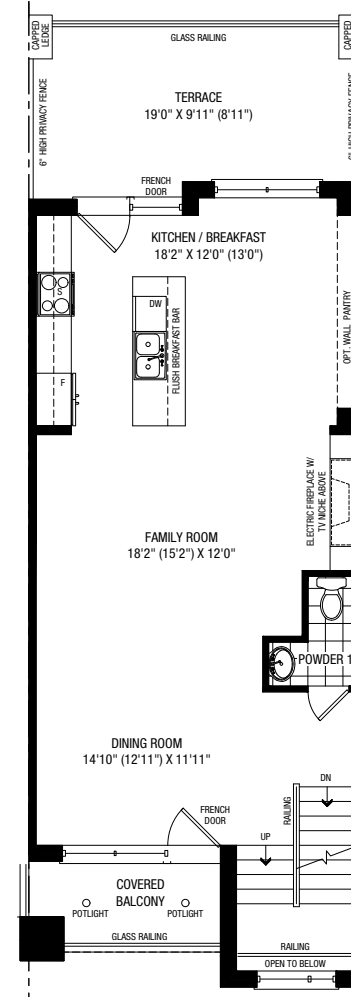 CAPPED
LEDGE
GLASS RAILING
CAPPED
6" HIGH PRIVACY FENCE
TERRACE
19'0" X 9'11" (8'11")
FRENCH
DOOR
KITCHEN / BREAKFAST
18'2" X 12'0" (13'0")
S
DW
FLUSH BREAKFAST BAR
OPT. WALL PANTRY
F
ELECTRIC FIREPLACE W/
TV NICHE ABOVE
FAMILY ROOM
18'2" (15'2") X 12'0"
POWDER 1
DINING ROOM
14'10" (12'11") X 11'11"
DN
FRENCH
DOOR
RAILING
UP
COVERED
BALCONY
POTLIGHT
POTLIGHT
GLASS RAILING
RAILING
OPEN TO BELOW